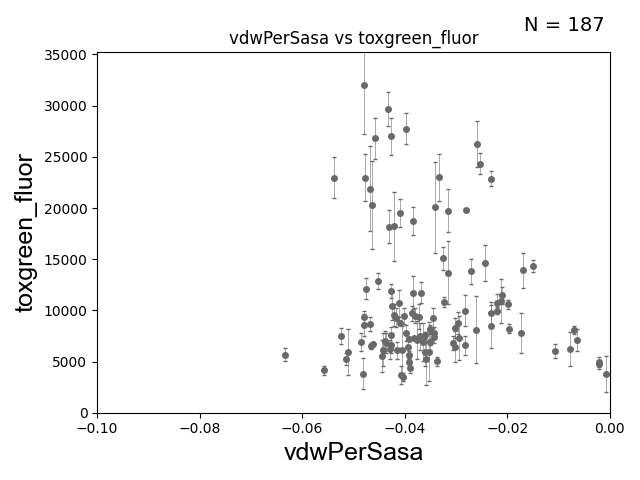 N = 187
vdwPerSasa vs toxgreen_fluor
35000
30000
25000
20000
15000
10000
5000
0
toxgreen_fluor
−0.10 −0.08 −0.06 −0.04 −0.02 0.00
vdwPerSasa